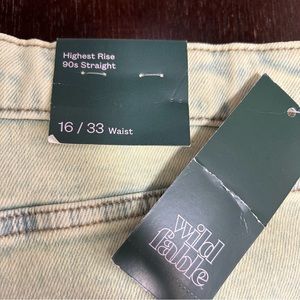 Highest Rise
90s Straight
16 / 33 Waist
wild
fable